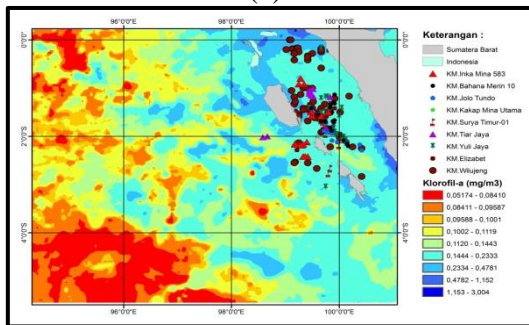 96°0'0"E 98°0'0"E 100°0'0"E
0°0'0"
2°0'0"S
4°0'0"S
0°0'0"
2°0'0"S
4°0'0"S
96°0'0"E 98°0'0"E 100°0'0"E
Keterangan :
Sumatera Barat
Indonesia
KM.Inka Mina 583
KM.Bahana Merin 10
KM.Jolo Tundo
KM.Kakap Mina Utama
KM.Surya Timur-01
KM.Tiar Jaya
KM.Yuli Jaya
KM.Elizabet
KM.Wilujeng
Klorofil-a (mg/m3)
0,05174 - 0,08410
0,08411 - 0,09587
0,09588 - 0,1001
0,1002 - 0,1119
0,1120 - 0,1443
0,1444 - 0,2333
0,2334 - 0,4781
0,4782 - 1,152
1,153 - 3,004